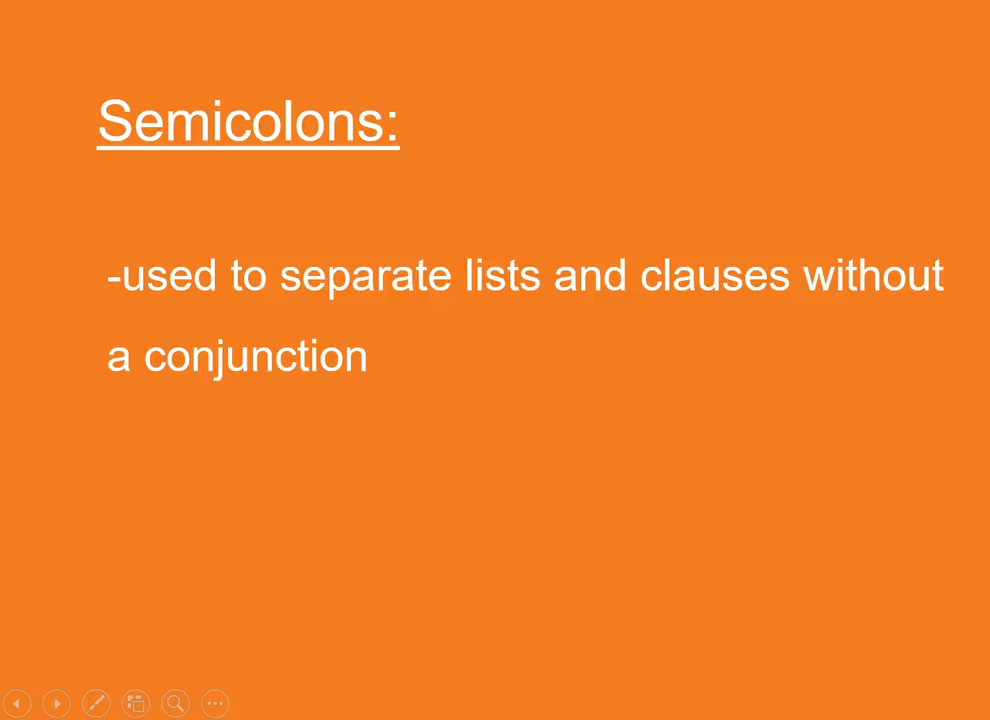 Semicolons:
-used to separate lists and clauses without
a conjunction